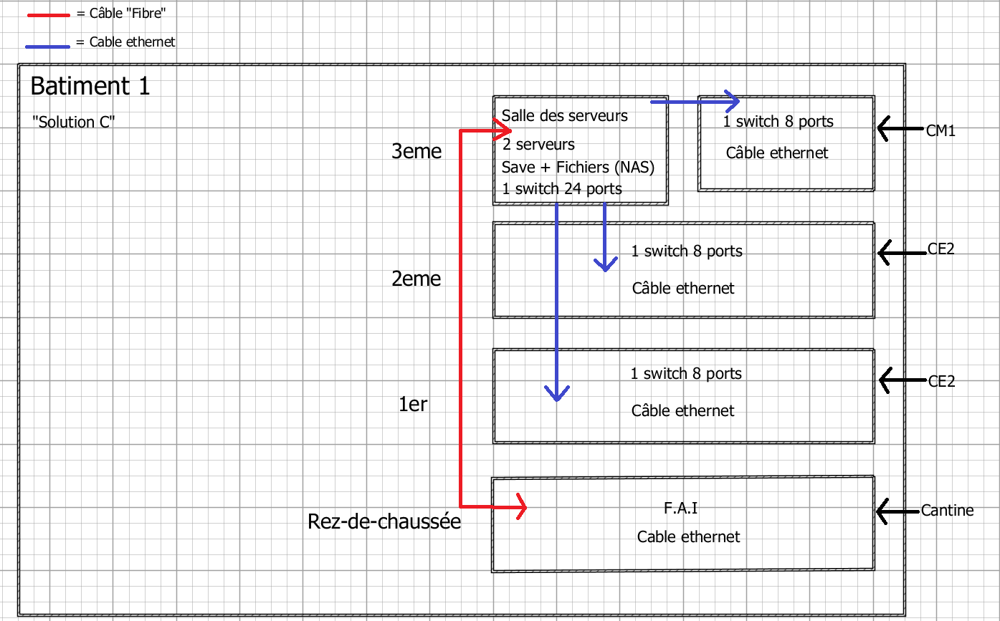 = Câble "Fibre"
= Cable ethernet
Batiment 1
"Solution C"
3eme
Salle des serveurs
2 serveurs
Save + Fichiers (NAS)
1 switch 24 ports
1 switch 8 ports
Câble ethernet
CM1
2eme
1 switch 8 ports
Câble ethernet
CE2
1er
1 switch 8 ports
Câble ethernet
CE2
Rez-de-chaussée
F.A.I
Cable ethernet
Cantine